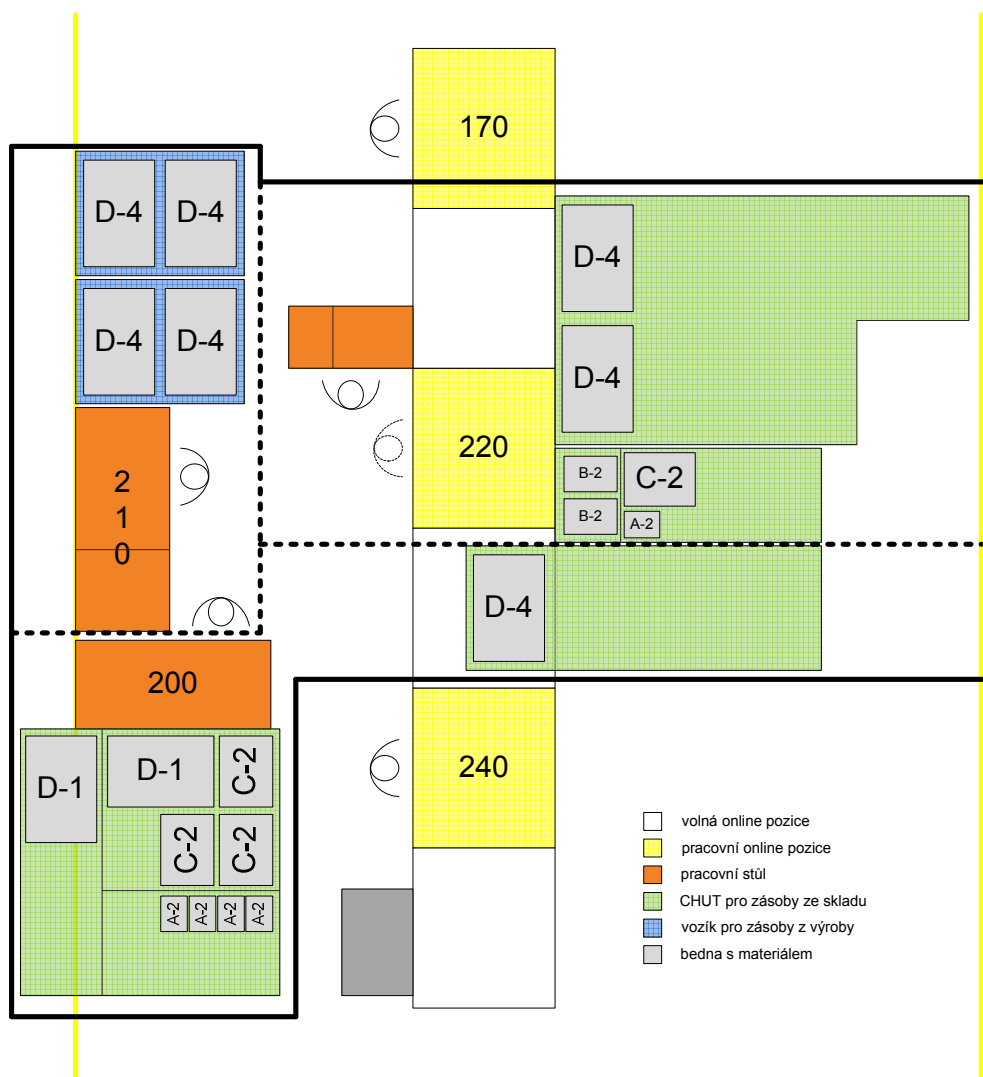 170
D-4 D-4
D-4
D-4 D-4
D-4
220
2
1
0
B-2
C-2
B-2
A-2
D-4
200
240
D-1
D-1
C-2
C-2
C-2
A-2
A-2
A-2
A-2
volná online pozice
pracovní online pozice
pracovní stůl
CHUT pro zásoby ze skladu
vozík pro zásoby z výroby
bedna s materiálem